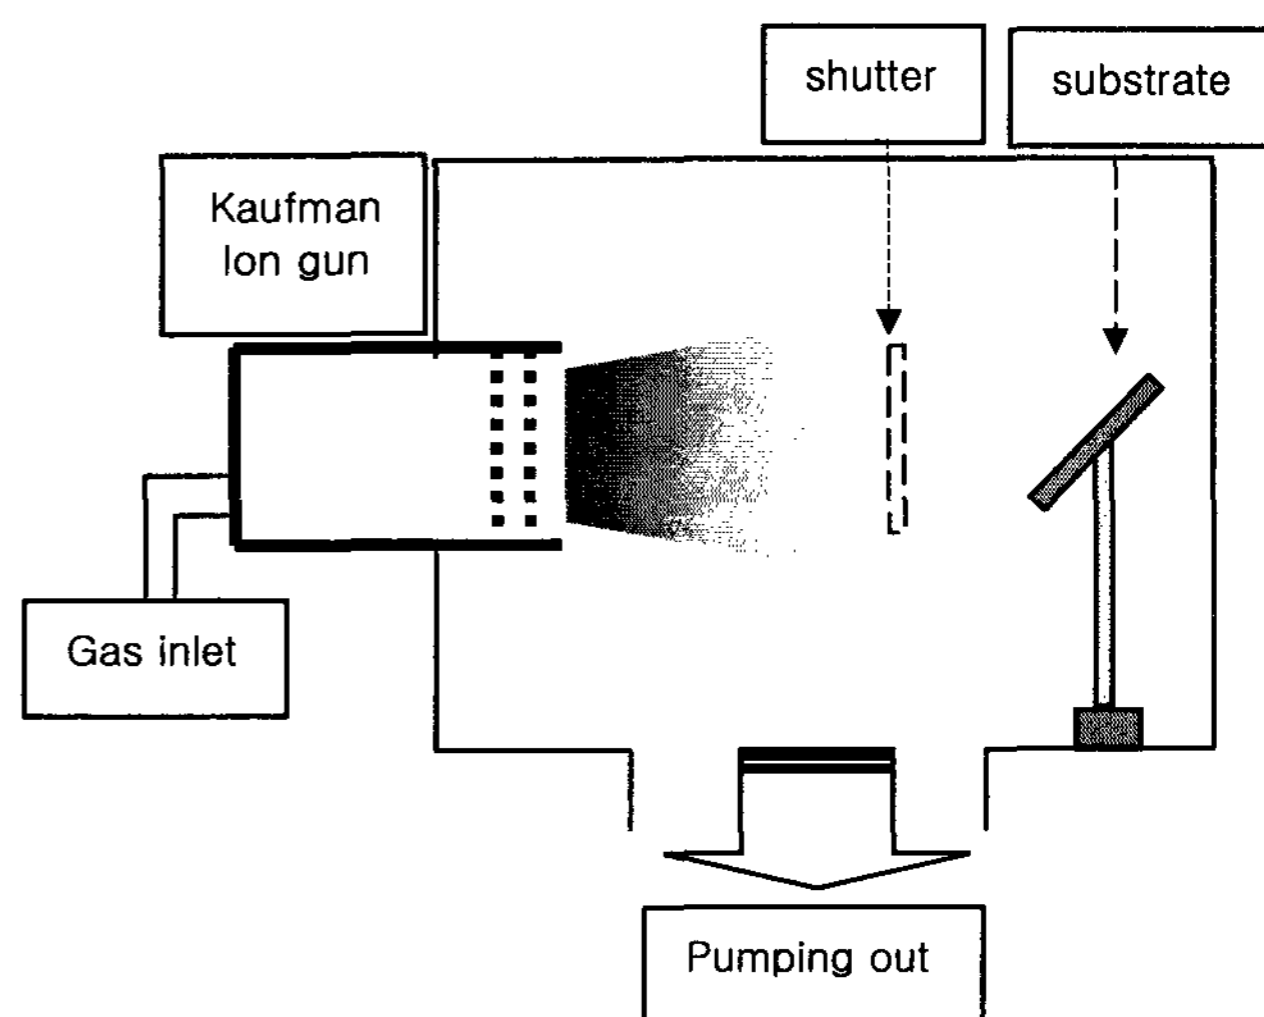 shutter
substrate
Kaufman
Ion gun
Gas inlet
Pumping out